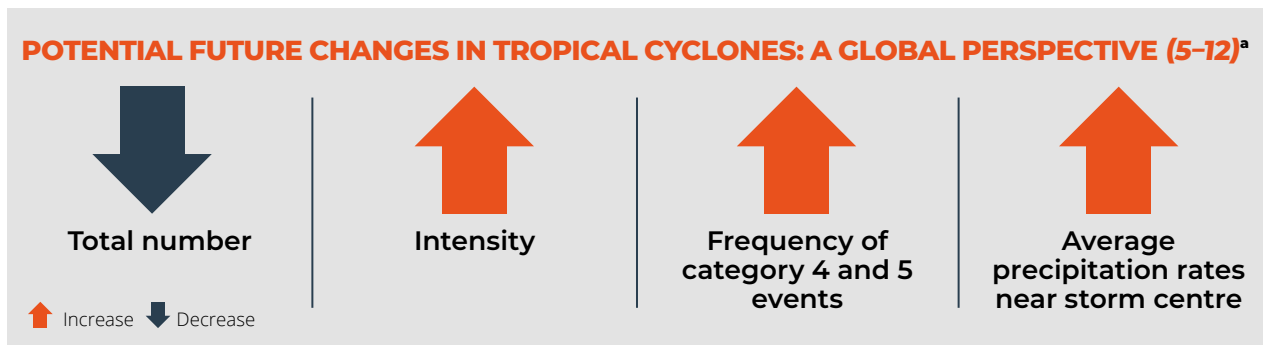 POTENTIAL FUTURE CHANGES IN TROPICAL CYCLONES: A GLOBAL PERSPECTIVE (5–12)ª
Total number
Intensity
Frequency of
category 4 and 5
events
Average
precipitation rates
near storm centre
Increase Decrease